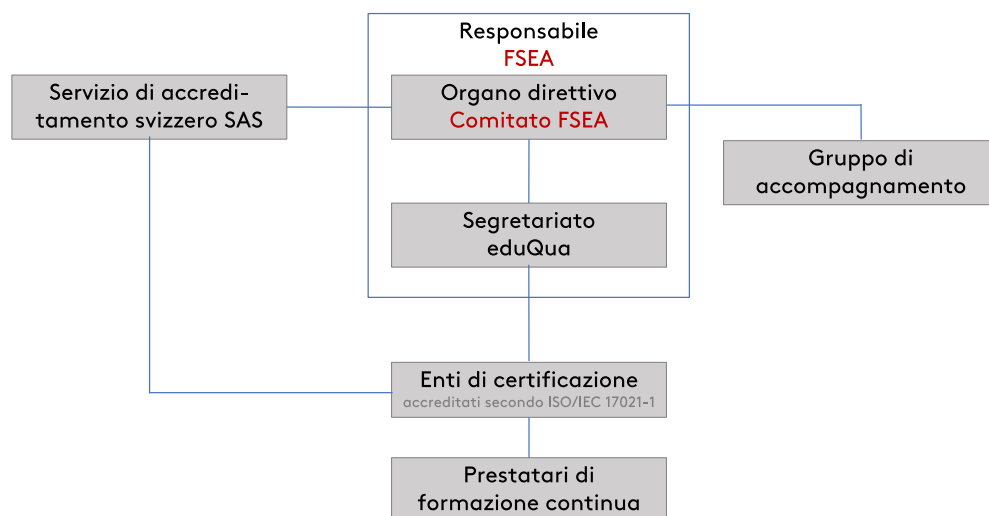 Responsabile
FSEA
Servizio di accredi-
tamento svizzero SAS
Organo direttivo
Comitato FSEA
Gruppo di
accompagnamento
Segretariato
eduQua
Enti di certificazione
accreditati secondo ISO/IEC 17021-1
Prestatari di
formazione continua